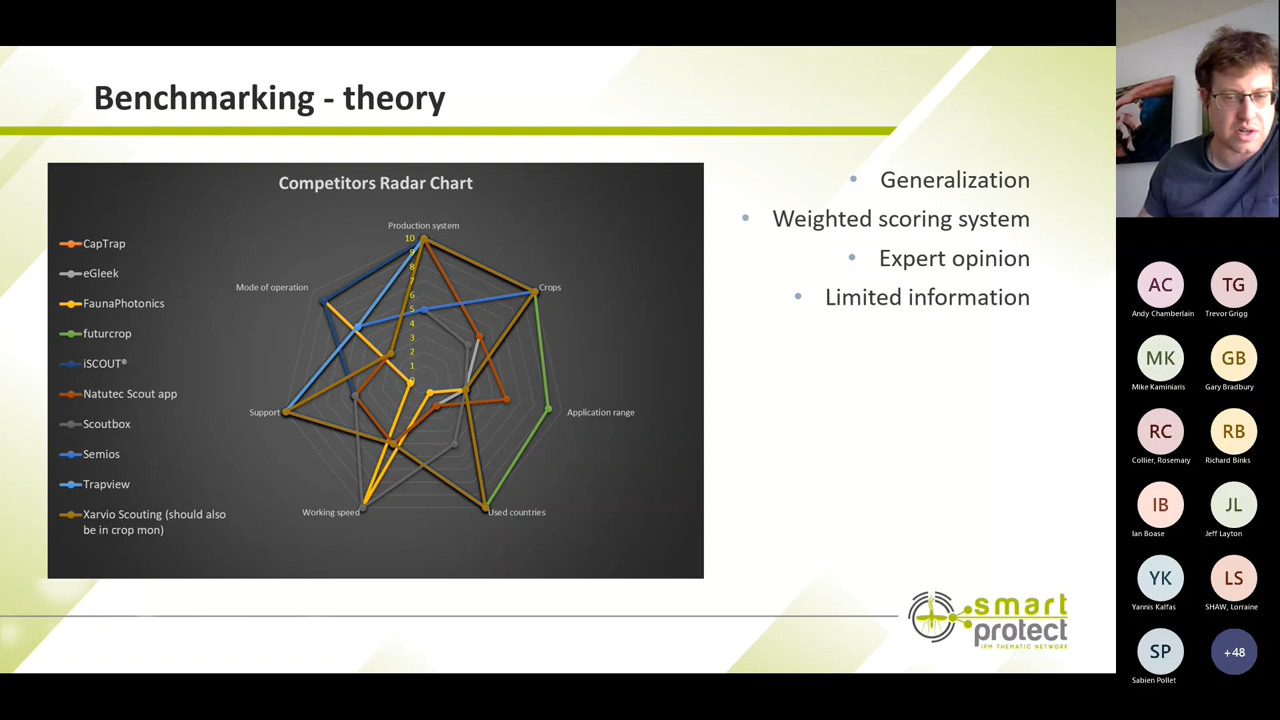 Benchmarking - theory
Competitors Radar Chart
CapTrap
eGleek
FaunaPhotonics
futurcrop
iSCOUT®
Natutec Scout app
Scoutbox
Semios
Trapview
Xarvio Scouting (should also
be in crop mon)
Production system
10
9
8
7
6
5
4
3
2
1
0
Crops
Application range
Used countries
Working speed
Support
Mode of operation
Generalization
Weighted scoring system
Expert opinion
Limited information
smart
protect
IPM THEMATIC NETWORK
AC
Andy Chamberlain
TG
Trevor Grigg
MK
Mike Kaminiaris
GB
Gary Bradbury
RC
Collier, Rosemary
RB
Richard Binks
IB
Ian Boase
JL
Jeff Layton
YK
Yannis Kalfas
LS
SHAW, Lorraine
SP
Sabien Pollet
+48